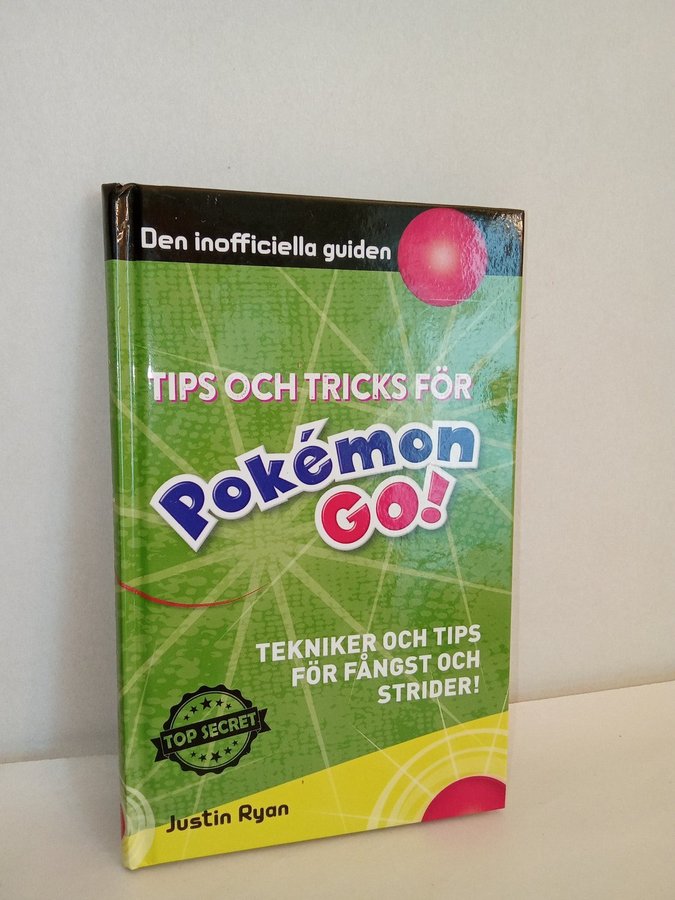 Den inofficiella guiden
TIPS OCH TRICKS FÖR
Pokémon
GO!
TEKNIKER OCH TIPS
FÖR FÅNGST OCH
STRIDER!
TOP SECRET
Justin Ryan